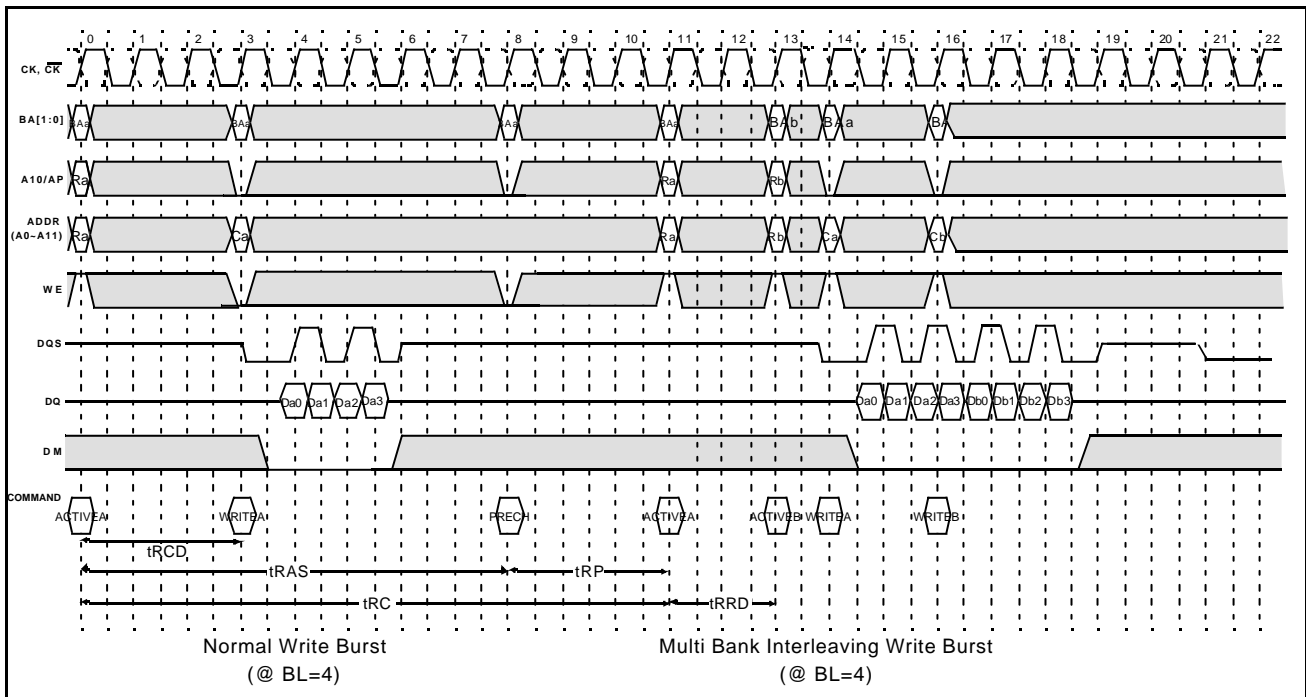 0 1 2 3 4 5 6 7 8 9 10 11 12 13 14 15 16 17 18 19 20 21 22
CK, CK
BA[1:0] BAa BAa BAa BAa BAb BAa BA
A10/AP Ra Ra Rb
ADDR
(A0~A11) Ra Ca Ra Rb Ca Cb
WE
DQS
DQ Da0 Da1 Da2 Da3 Da0 Da1 Da2 Da3 Db0 Db1 Db2 Db3
DM
COMMAND
ACTIVEA WRITEA PRECH ACTIVEA ACTIVEB WRITEA WRITEB
tRCD
tRAS tRP
tRC tRRD
Normal Write Burst Multi Bank Interleaving Write Burst
(@ BL=4) (@ BL=4)